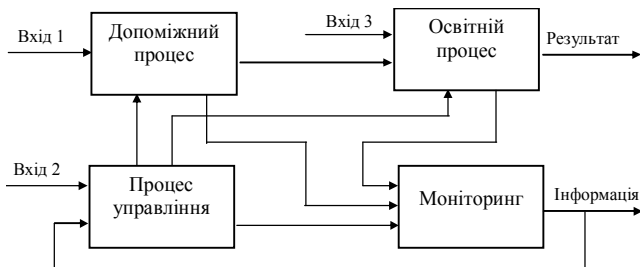 Вхід 1
Допоміжний
процес
Вхід 3
Освітній
процес
Результат
Вхід 2
Процес
управління
Моніторинг
Інформація